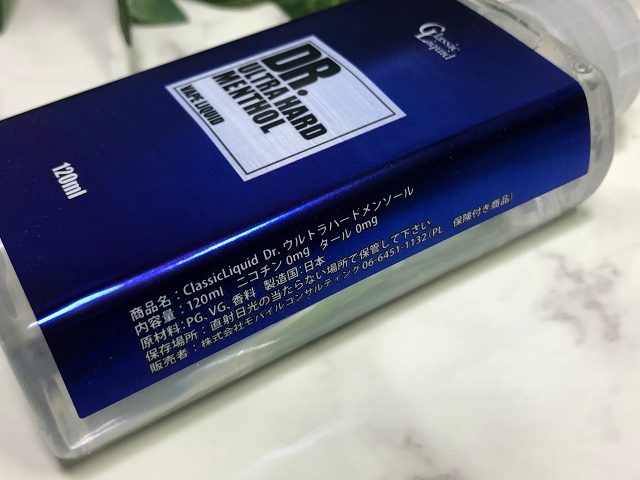 Classic
Liquid
DR.
ULTRA HARD
MENTHOL
VAPE LIQUID
120ml
商品名：ClassicLiquid Dr. ウルトラハードメンソール
内容量：120ml　ニコチン 0mg　タール 0mg
原材料：PG、VG、香料　製造国：日本
保存場所：直射日光の当たらない場所で保管して下さい
販売者：株式会社モバイルコンサルディング 06-6451-1132（PL　保険付き商品）